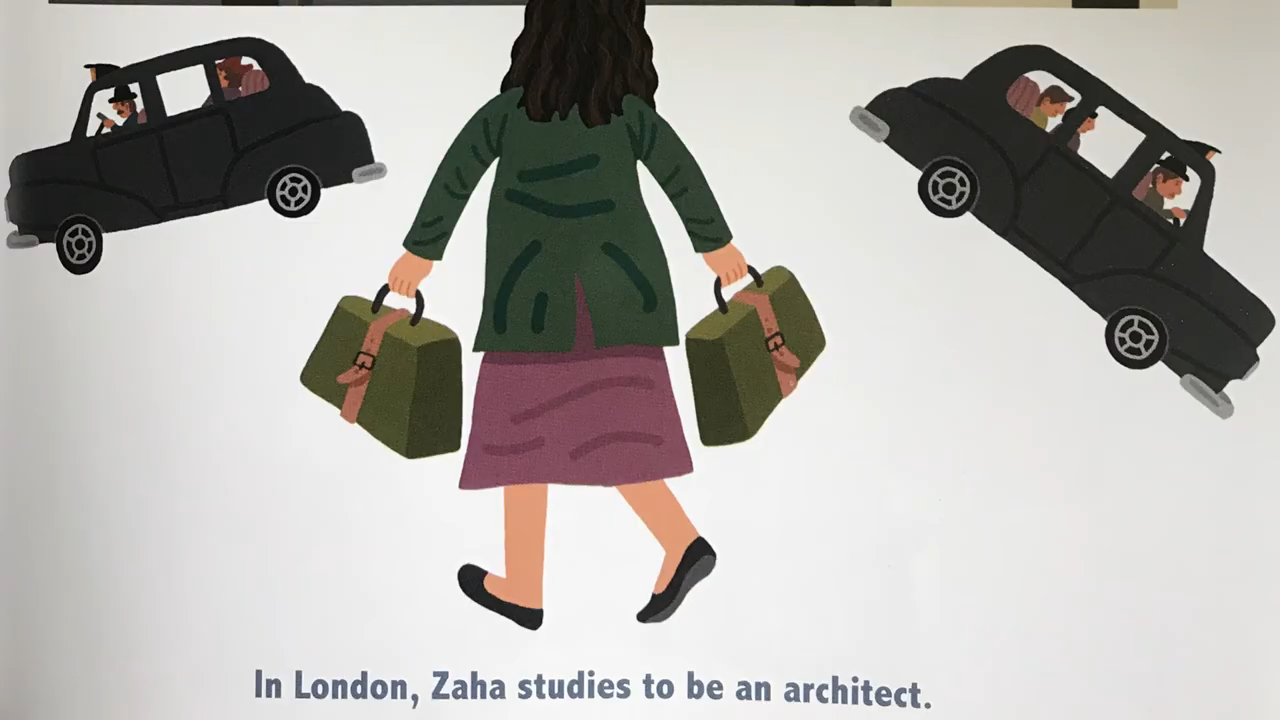 In London, Zaha studies to be an architect.